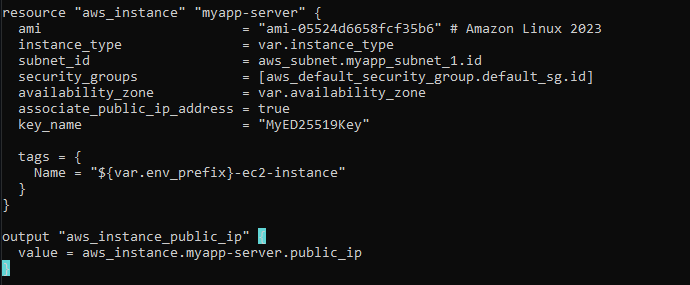 resource "aws_instance" "myapp-server" {
  ami                         = "ami-05524d6658fcf35b6" # Amazon Linux 2023
  instance_type               = var.instance_type
  subnet_id                   = aws_subnet.myapp_subnet_1.id
  security_groups             = [aws_default_security_group.default_sg.id]
  availability_zone           = var.availability_zone
  associate_public_ip_address = true
  key_name                    = "MyED25519Key"

  tags = {
    Name = "${var.env_prefix}-ec2-instance"
  }
}

output "aws_instance_public_ip" {
  value = aws_instance.myapp-server.public_ip
}